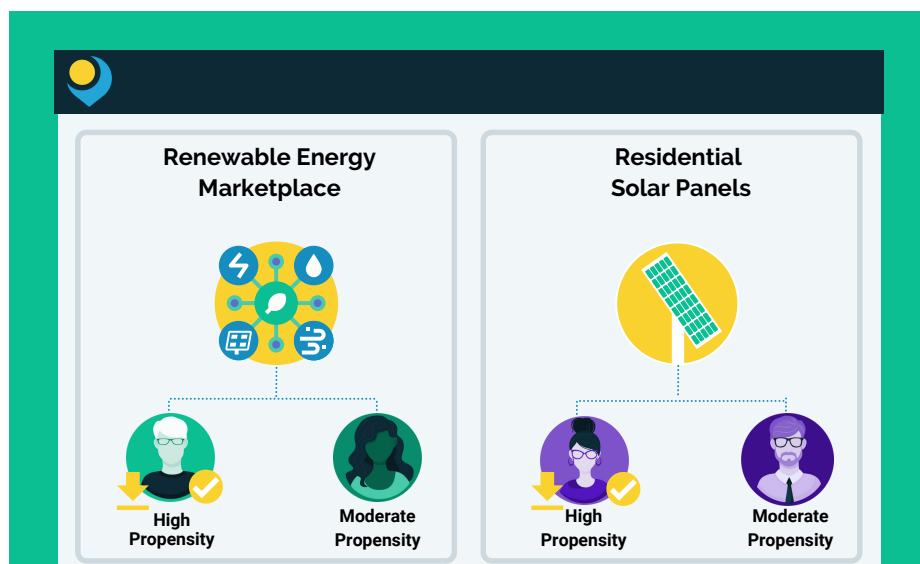 Renewable Energy
Marketplace
Residential
Solar Panels
High
Propensity
Moderate
Propensity
High
Propensity
Moderate
Propensity